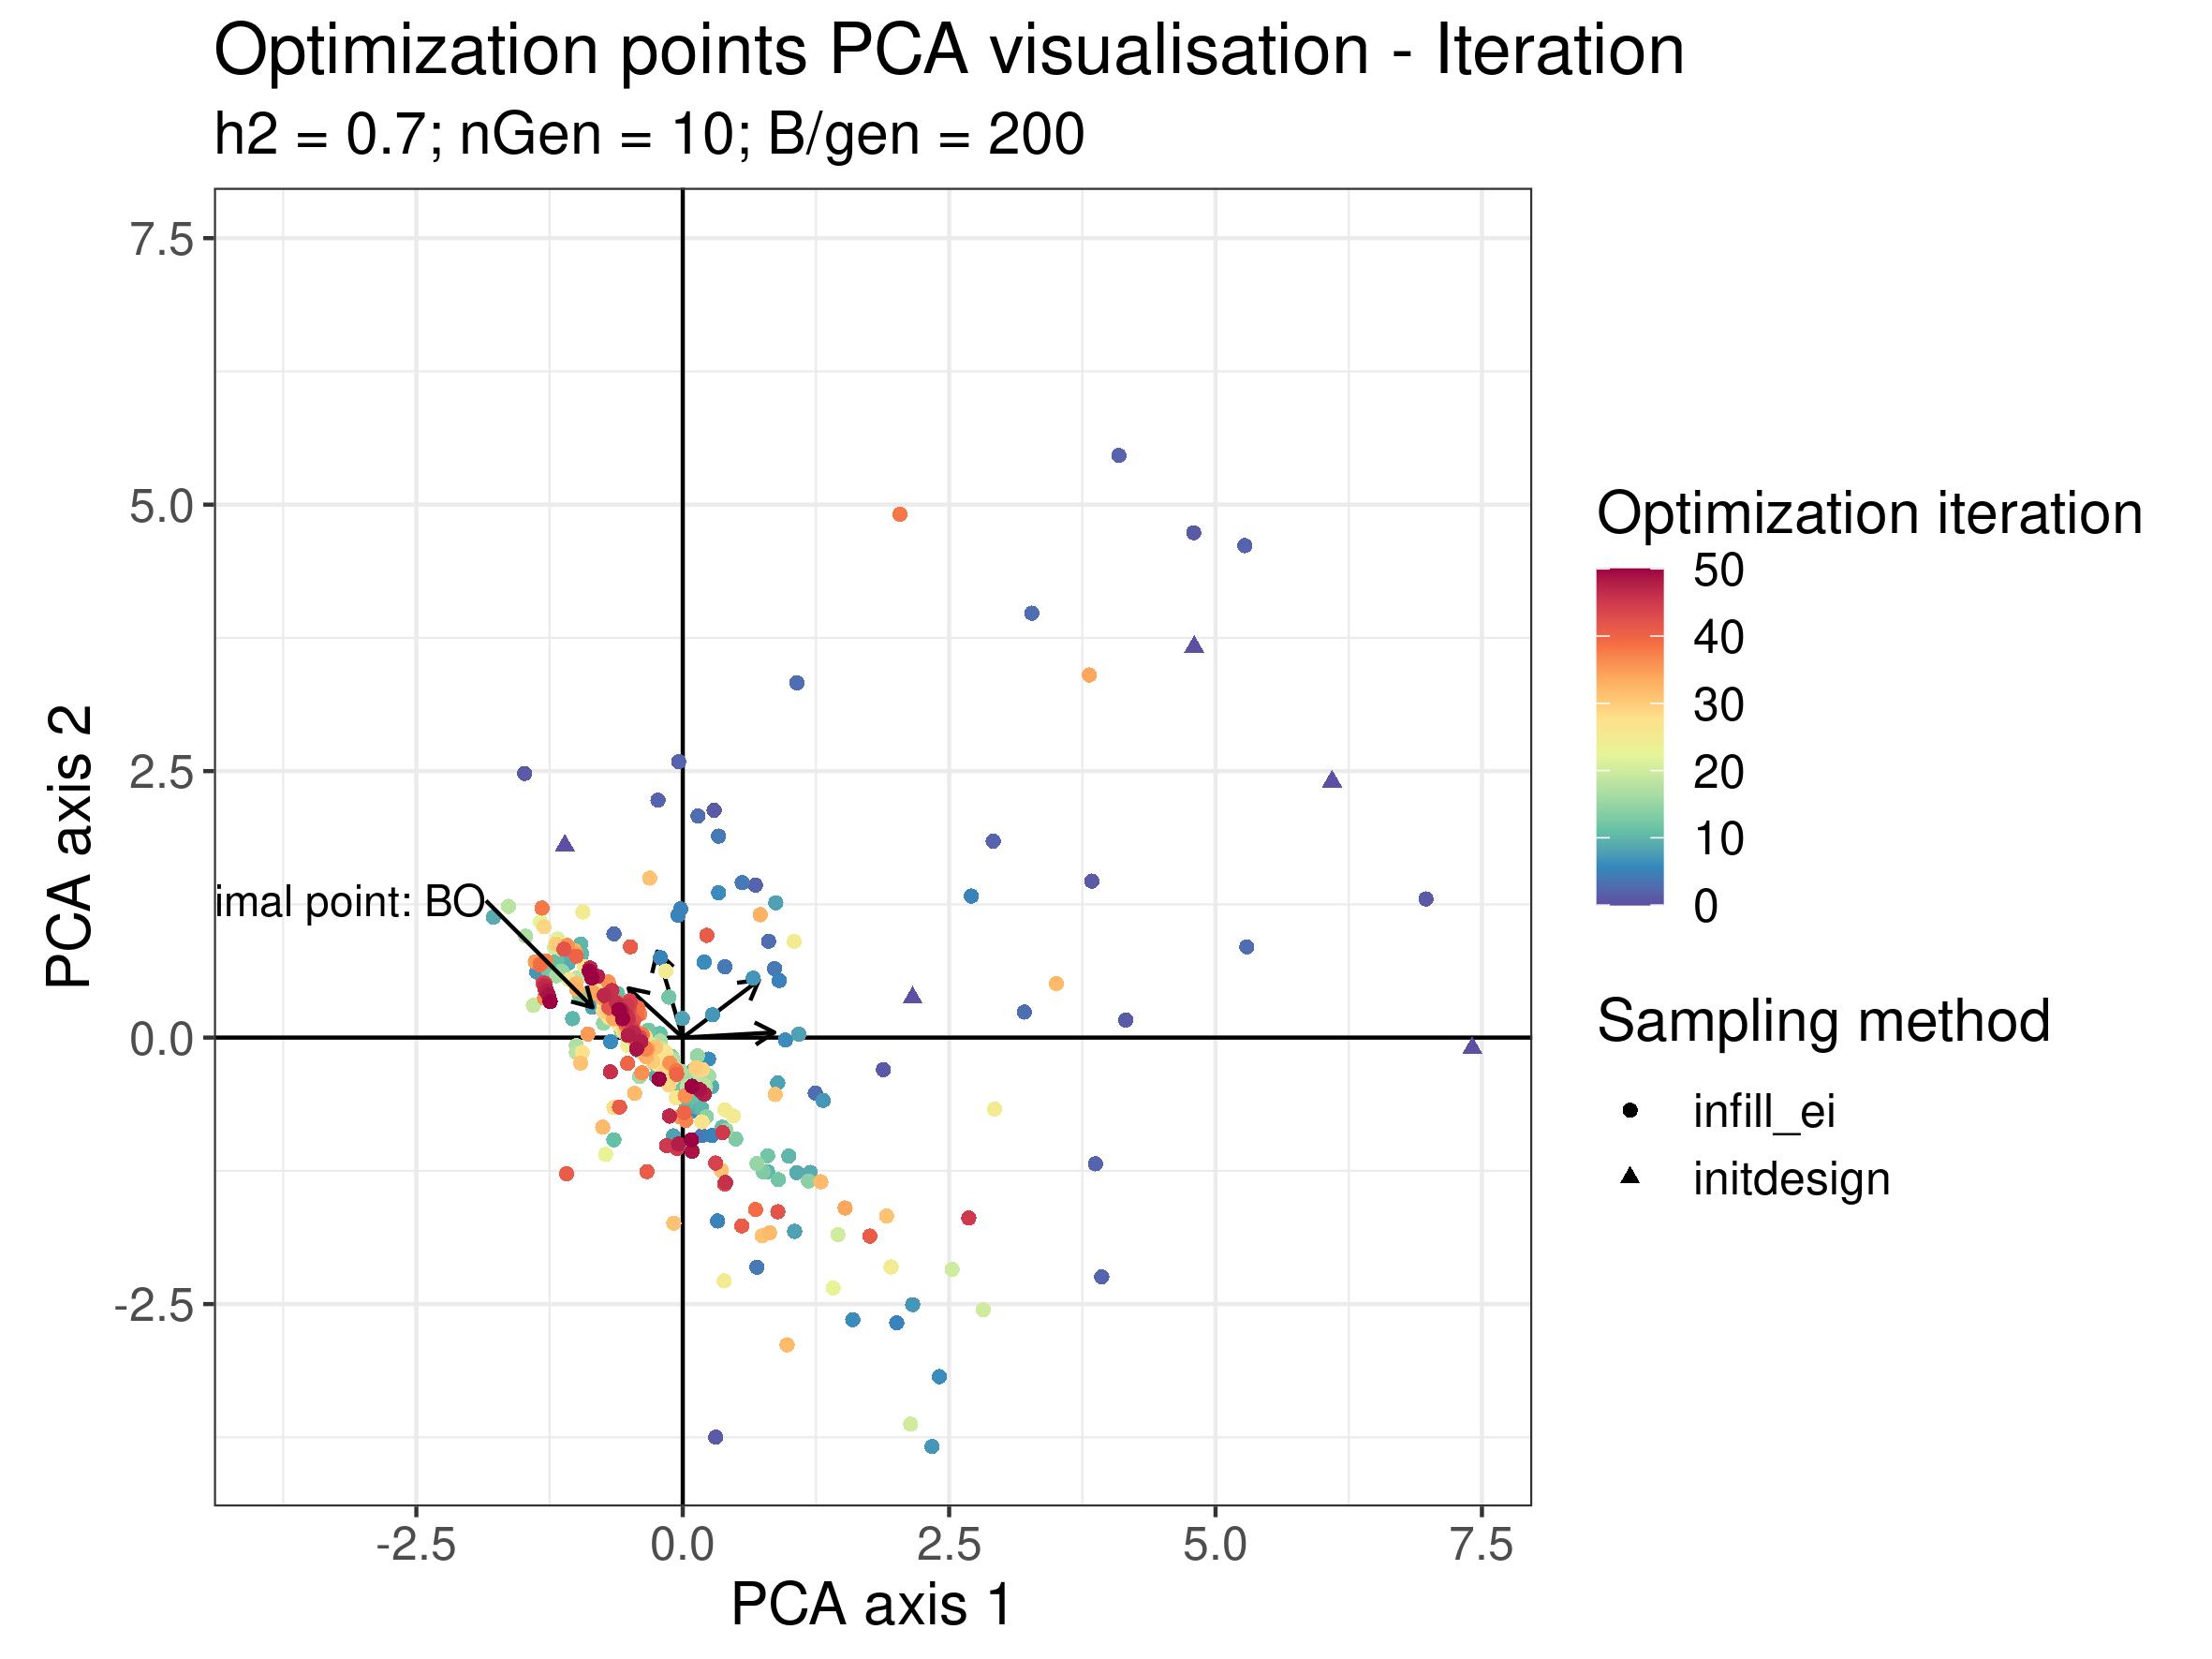 Optimization points PCA visualisation - Iteration
h2 = 0.7; nGen = 10; B/gen = 200
7.5
5.0
2.5
0.0
-2.5
PCA axis 2
imal point: BO
-2.5
0.0
2.5
5.0
7.5
PCA axis 1
Optimization iteration
50
40
30
20
10
0
Sampling method
infill_ei
initdesign